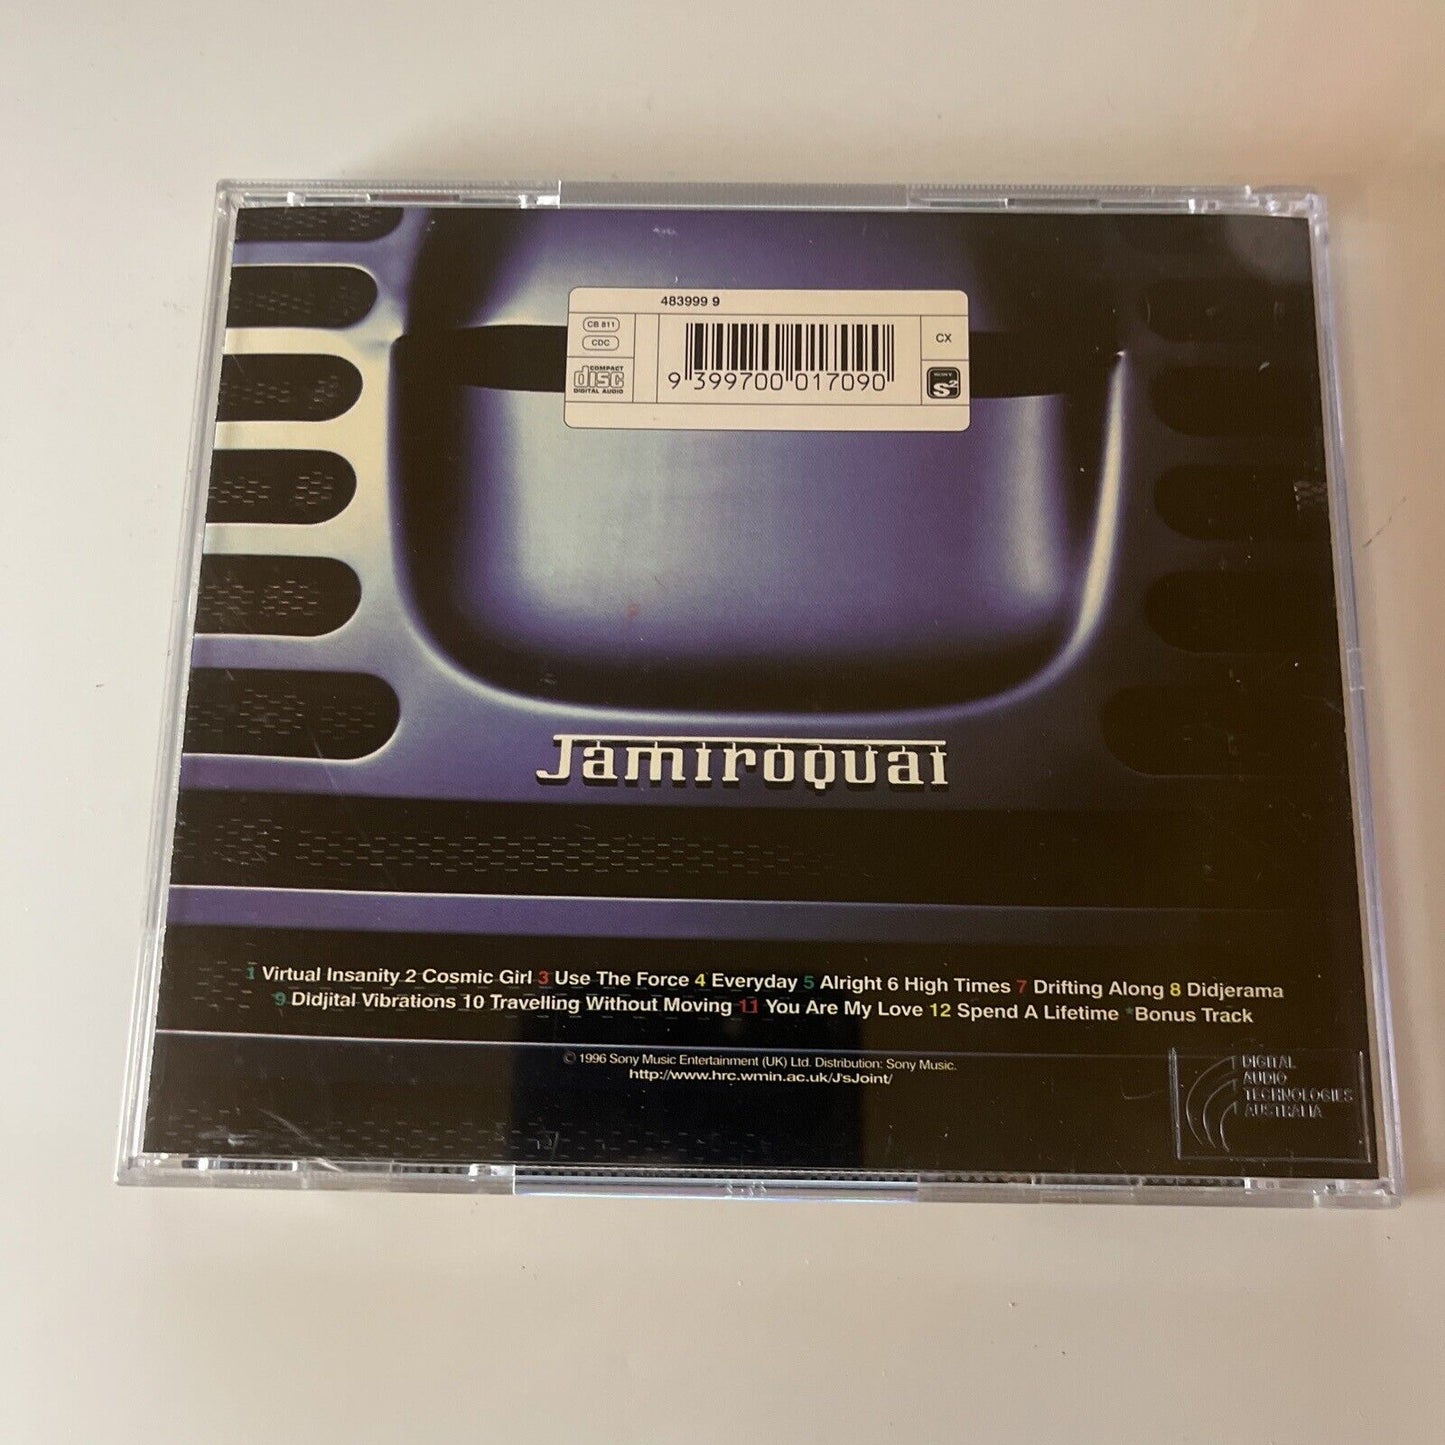 483999 9
CB 811
CDC
COMPACT
disc
DIGITAL AUDIO
9 399700 017090
CX
SONY
S2
Jamiroquai
1 Virtual Insanity 2 Cosmic Girl 3 Use The Force 4 Everyday 5 Alright 6 High Times 7 Drifting Along 8 Didjerama
9 Didjital Vibrations 10 Travelling Without Moving 11 You Are My Love 12 Spend A Lifetime *Bonus Track
© 1996 Sony Music Entertainment (UK) Ltd. Distribution: Sony Music.
http://www.hrc.wmin.ac.uk/J'sJoint/
DIGITAL
AUDIO
TECHNOLOGIES
AUSTRALIA